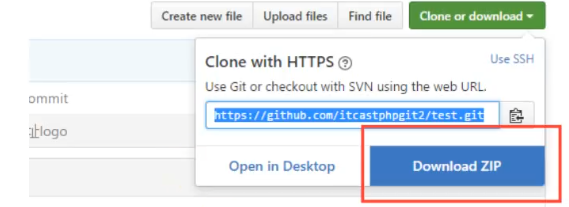 Create new file Upload files Find file Clone or download
Clone with HTTPS ? Use SSH
Use Git or checkout with SVN using the web URL.
ommit
https://github.com/itcastphpgit2/test.git
logo
Open in Desktop Download ZIP